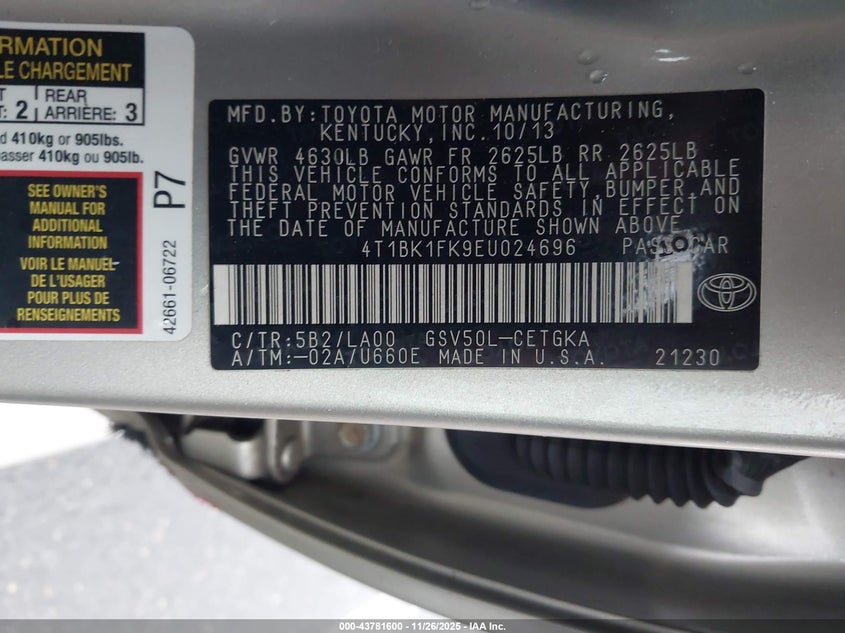 RMATION
LE CHARGEMENT
T : 2 REAR ARRIÈRE: 3
d 410kg or 905lbs.
passer 410kg ou 905lb.
SEE OWNER'S
MANUAL FOR
ADDITIONAL
INFORMATION
VOIR LE MANUEL
DE L'USAGER
POUR PLUS DE
RENSEIGNEMENTS
P7
42661-06722
MFD.BY:TOYOTA MOTOR MANUFACTURING,
KENTUCKY,INC.10/13
GVWR 4630LB GAWR FR 2625LB RR 2625LB
THIS VEHICLE CONFORMS TO ALL APPLICABLE
FEDERAL MOTOR VEHICLE SAFETY,BUMPER,AND
THEFT PREVENTION STANDARDS IN EFFECT ON
THE DATE OF MANUFACTURE SHOWN ABOVE.
4T1BK1FK9EU024696 PASS CAR
C/TR:5B2/LA00 GSV50L-CETGKA
A/TM:-02A/U660E MADE IN U.S.A. 21230
000-43781600 - 11/26/2025 - IAA Inc.